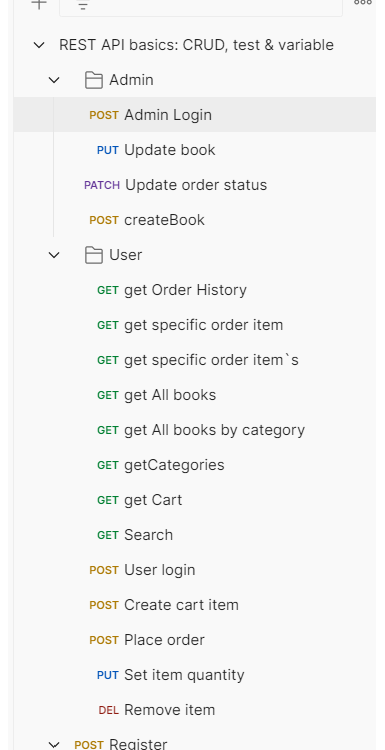 REST API basics: CRUD, test & variable
Admin
POST Admin Login
PUT Update book
PATCH Update order status
POST createBook
User
GET get Order History
GET get specific order item
GET get specific order item`s
GET get All books
GET get All books by category
GET getCategories
GET get Cart
GET Search
POST User login
POST Create cart item
POST Place order
PUT Set item quantity
DEL Remove item
POST Register